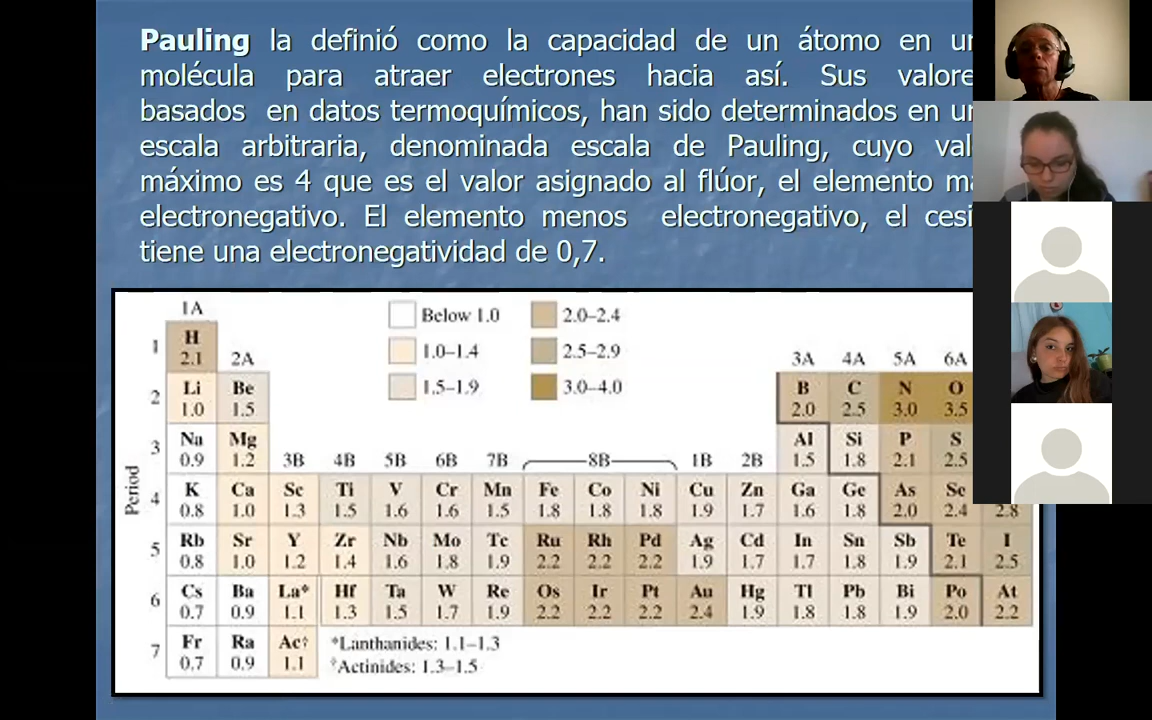 Pauling la definió como la capacidad de un átomo en
molécula para atraer electrones hacia así. Sus
basados en datos termoquímicos, han sido determinados en
escala arbitraria, denominada escala de Pauling, cuyo
máximo es 4 que es el valor asignado al flúor, el elemento
electronegativo. El elemento menos electronegativo, el
tiene una electronegatividad de 0,7.
1A
Below 1.0 2.0–2.4
1 H 2.1
2A
1.0–1.4 2.5–2.9
3A 4A 5A 6A
1.5–1.9 3.0–4.0
2 Li Be B C N O
1.0 1.5 2.0 2.5 3.0 3.5
3 Na Mg Al Si P S
0.9 1.2 1.5 1.8 2.1 2.5
3B 4B 5B 6B 7B 8B 1B 2B
Period
4 K Ca Sc Ti V Cr Mn Fe Co Ni Cu Zn Ga Ge As Se
0.8 1.0 1.3 1.5 1.6 1.6 1.5 1.8 1.8 1.8 1.9 1.7 1.6 1.8 2.0 2.4 2.8
5 Rb Sr Y Zr Nb Mo Tc Ru Rh Pd Ag Cd In Sn Sb Te I
0.8 1.0 1.2 1.4 1.6 1.8 1.9 2.2 2.2 2.2 1.9 1.7 1.7 1.8 1.9 2.1 2.5
6 Cs Ba La* Hf Ta W Re Os Ir Pt Au Hg Tl Pb Bi Po At
0.7 0.9 1.1 1.3 1.5 1.7 1.9 2.2 2.2 2.2 2.4 1.9 1.8 1.8 1.9 2.0 2.2
7 Fr Ra Ac† *Lanthanides: 1.1–1.3
0.7 0.9 1.1 †Actinides: 1.3–1.5